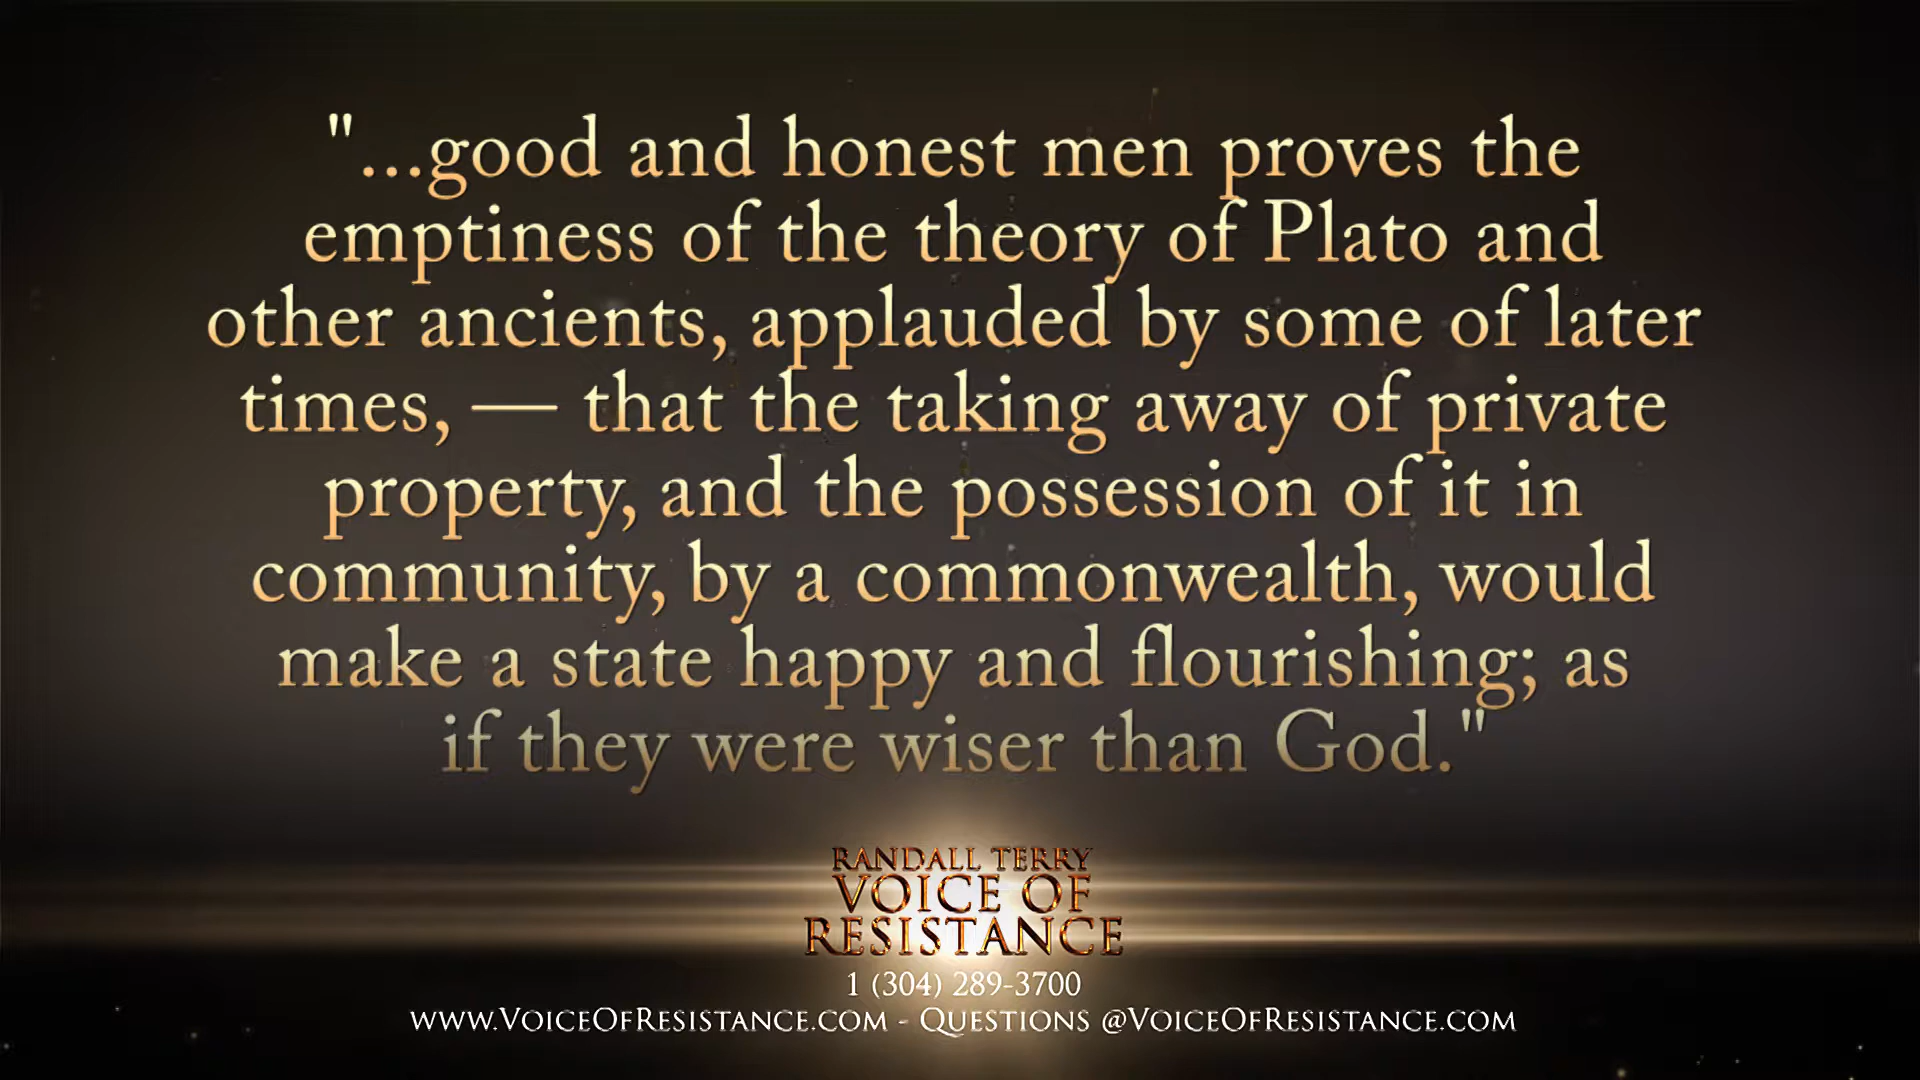 "...good and honest men proves the
emptiness of the theory of Plato and
other ancients, applauded by some of later
times, — that the taking away of private
property, and the possession of it in
community, by a commonwealth, would
make a state happy and flourishing; as
if they were wiser than God."
RANDALL TERRY
VOICE OF
RESISTANCE
1 (304) 289-3700
www.VoiceOfResistance.com - Questions @VoiceOfResistance.com